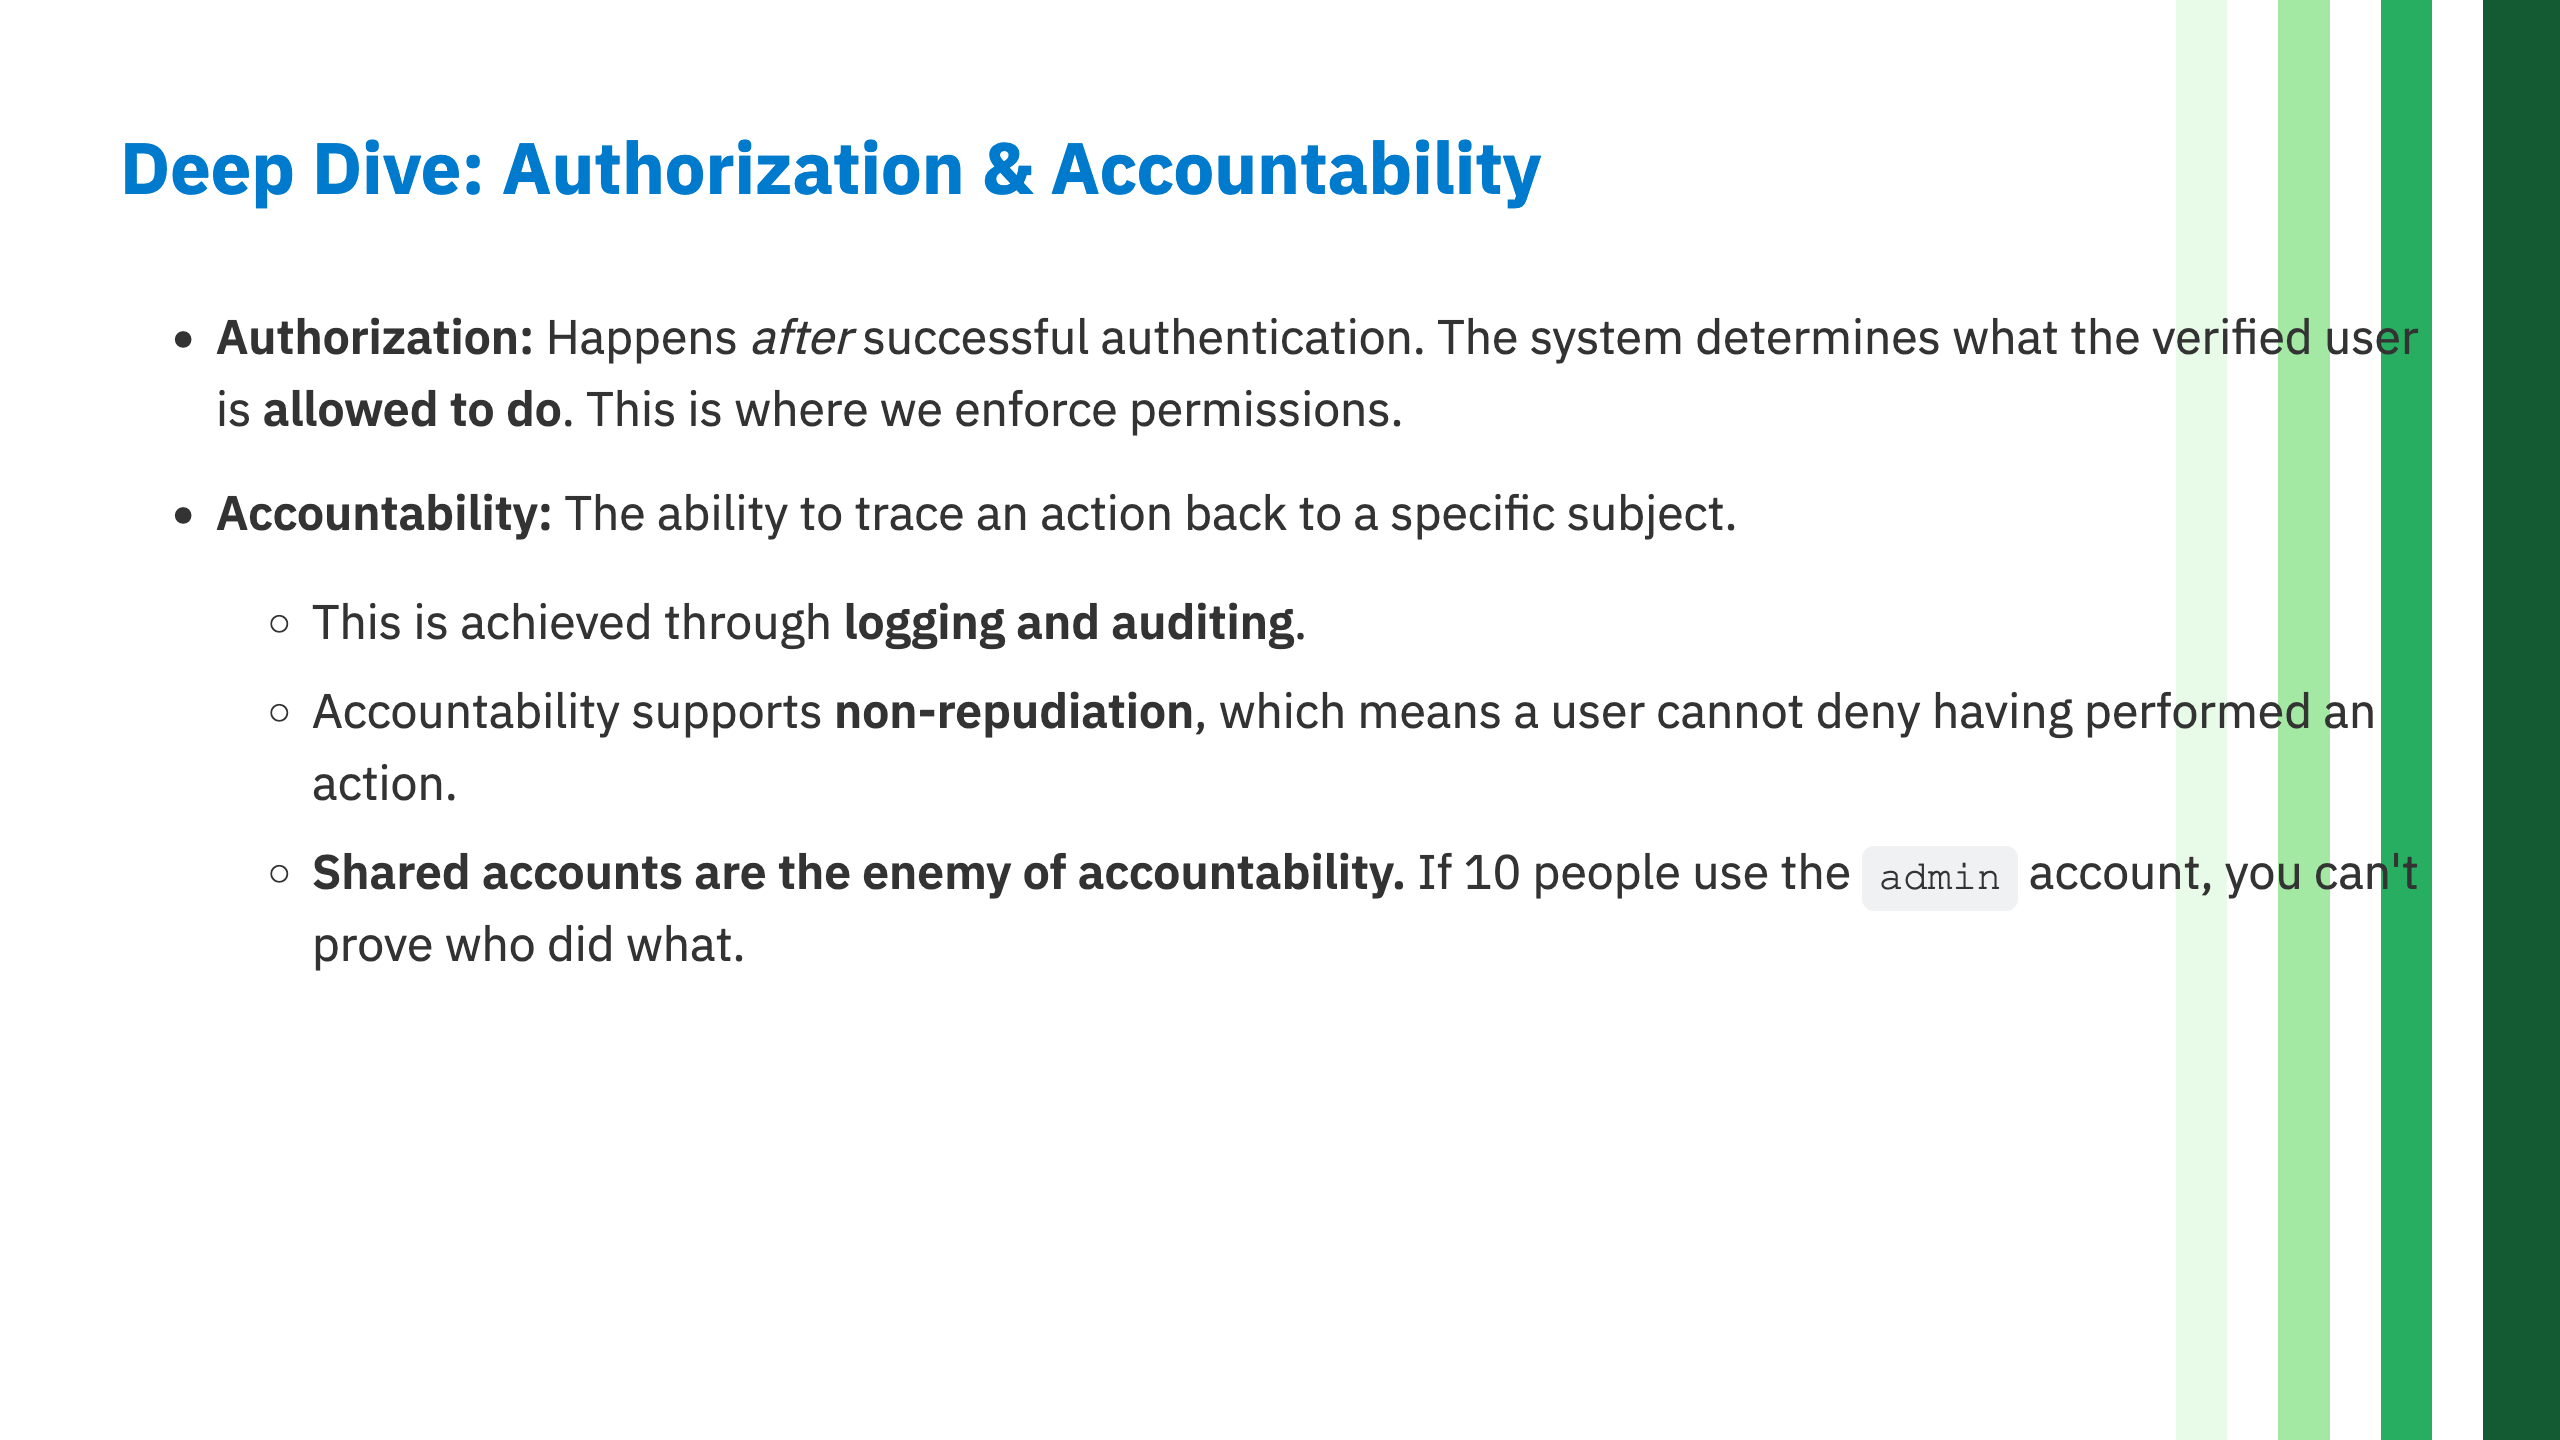 Deep Dive: Authorization & Accountability
• Authorization: Happens after successful authentication. The system determines what the verified user
is allowed to do. This is where we enforce permissions.
• Accountability: The ability to trace an action back to a specific subject.
○ This is achieved through logging and auditing.
○ Accountability supports non-repudiation, which means a user cannot deny having performed an
action.
○ Shared accounts are the enemy of accountability. If 10 people use the admin account, you can't
prove who did what.